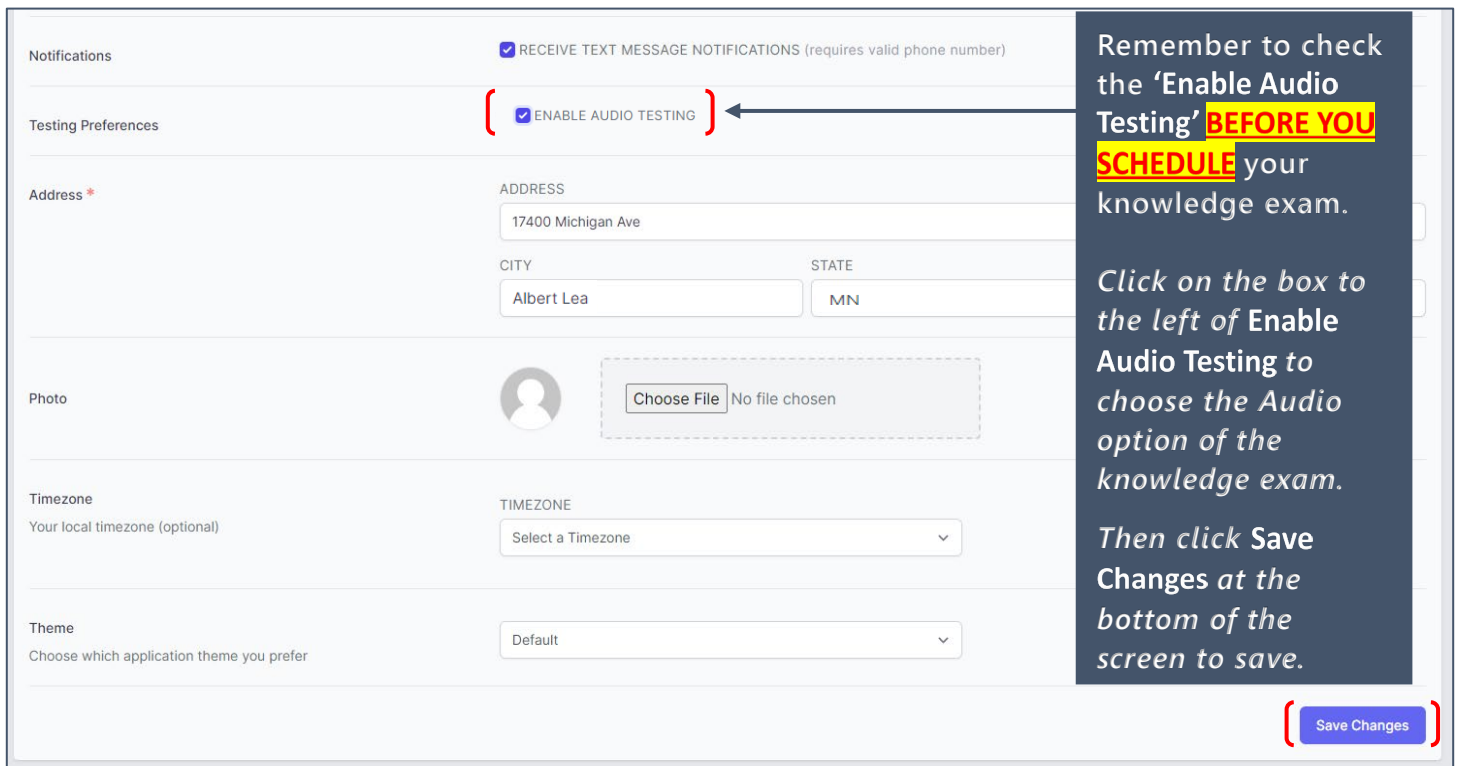 Notifications
RECEIVE TEXT MESSAGE NOTIFICATIONS (requires valid phone number)
Testing Preferences
ENABLE AUDIO TESTING
Address *
ADDRESS
17400 Michigan Ave
CITY
STATE
Albert Lea
MN
Photo
Choose File No file chosen
Timezone
Your local timezone (optional)
TIMEZONE
Select a Timezone
Theme
Choose which application theme you prefer
Default
Save Changes
Remember to check
the ‘Enable Audio
Testing’ BEFORE YOU
SCHEDULE your
knowledge exam.
Click on the box to
the left of Enable
Audio Testing to
choose the Audio
option of the
knowledge exam.
Then click Save
Changes at the
bottom of the
screen to save.